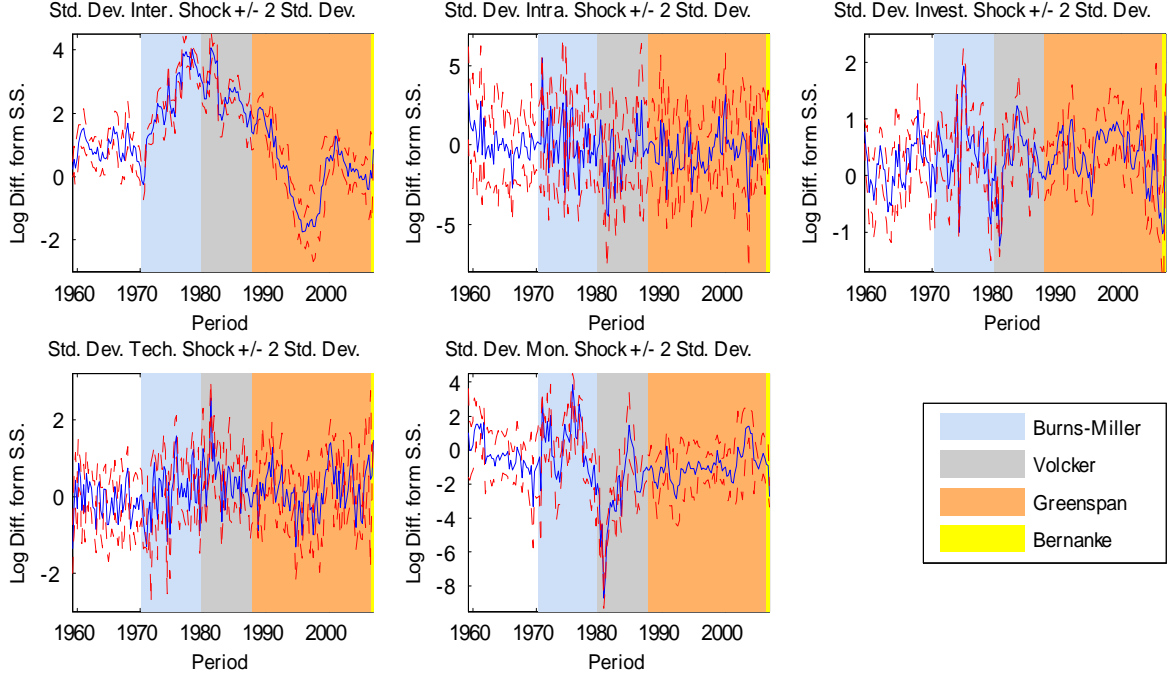 Std. Dev. Inter. Shock +/- 2 Std. Dev.
Log Diff. form S.S.
4
2
0
-2
1960 1970 1980 1990 2000
Period
Std. Dev. Intra. Shock +/- 2 Std. Dev.
Log Diff. form S.S.
5
0
-5
1960 1970 1980 1990 2000
Period
Std. Dev. Invest. Shock +/- 2 Std. Dev.
Log Diff. form S.S.
2
1
0
-1
1960 1970 1980 1990 2000
Period
Std. Dev. Tech. Shock +/- 2 Std. Dev.
Log Diff. form S.S.
2
0
-2
1960 1970 1980 1990 2000
Period
Std. Dev. Mon. Shock +/- 2 Std. Dev.
Log Diff. form S.S.
4
2
0
-2
-4
-6
-8
1960 1970 1980 1990 2000
Period
Burns-Miller
Volcker
Greenspan
Bernanke